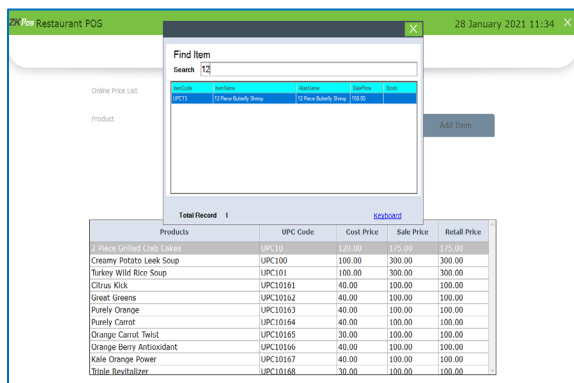 ZKPos Restaurant POS
28 January 2021 11:34 X
X
Find Item
Search 12
ItemCode ItemName AliasName SalePrice Stock
UPC13 12 Piece Butterfly Shrimp 12 Piece Butterfly Shrimp 150.00
Online Price List
Product
Add Item
Total Record 1
Keyboard
Products UPC Code Cost Price Sale Price Retail Price
2 Piece Grilled Crab Cakes UPC10 120.00 175.00 175.00
Creamy Potato Leek Soup UPC100 100.00 300.00 300.00
Turkey Wild Rice Soup UPC101 100.00 300.00 300.00
Citrus Kick UPC10161 40.00 100.00 100.00
Great Greens UPC10162 40.00 100.00 100.00
Purely Orange UPC10163 40.00 100.00 100.00
Purely Carrot UPC10164 40.00 100.00 100.00
Orange Carrot Twist UPC10165 30.00 100.00 100.00
Orange Berry Antioxidant UPC10166 40.00 100.00 100.00
Kale Orange Power UPC10167 40.00 100.00 100.00
Triple Revitalizer UPC10168 30.00 100.00 100.00